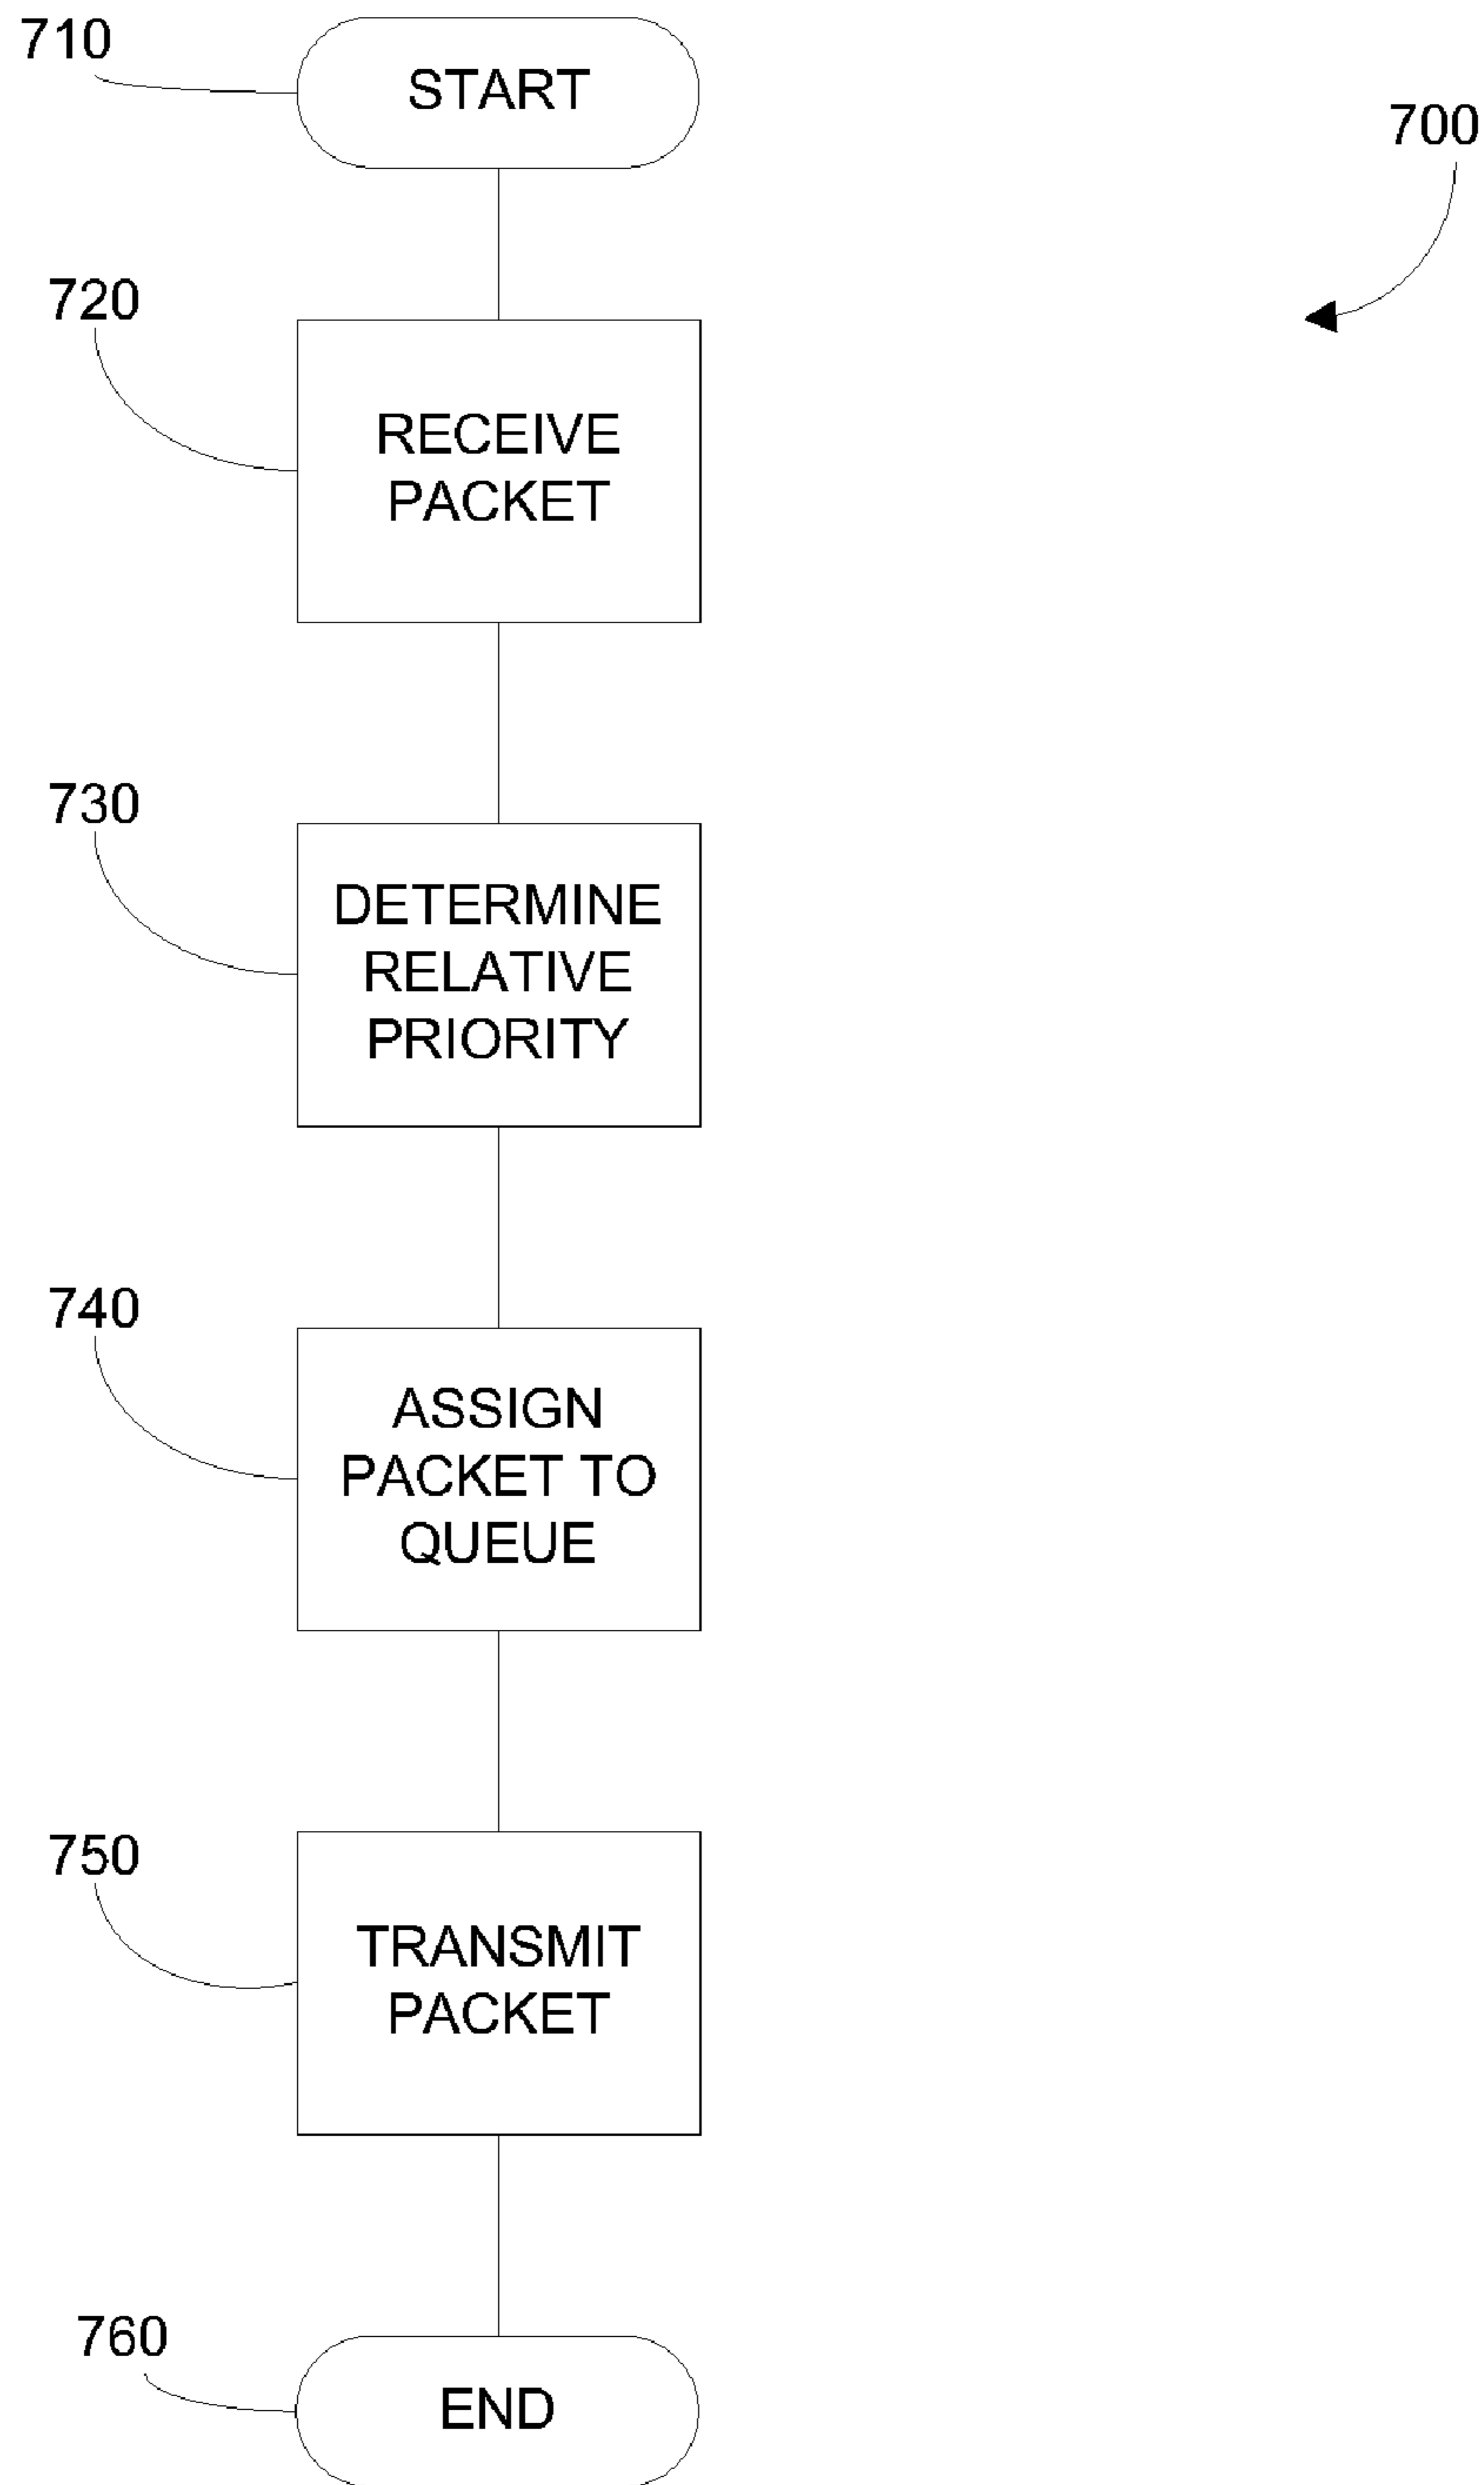 710
START
700
720
RECEIVE
PACKET
730
DETERMINE
RELATIVE
PRIORITY
740
ASSIGN
PACKET TO
QUEUE
750
TRANSMIT
PACKET
760
END